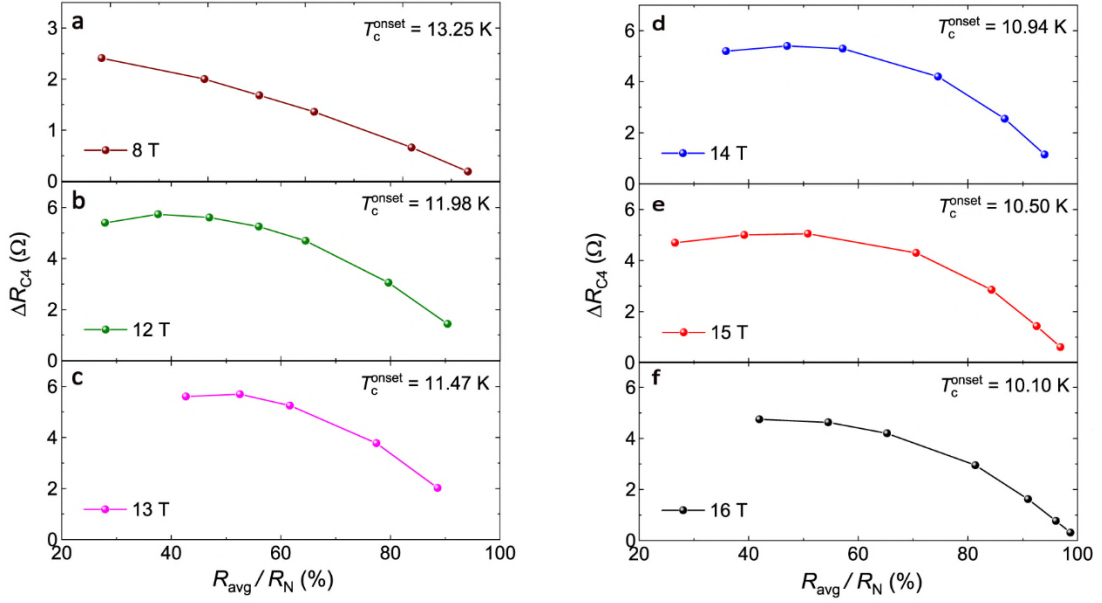 a
T_c^onset = 13.25 K
3
2
1
0
8 T
b
T_c^onset = 11.98 K
6
4
2
0
12 T
ΔR_C4 (Ω)
c
T_c^onset = 11.47 K
6
4
2
0
13 T
20 40 60 80 100
R_avg / R_N (%)
d
T_c^onset = 10.94 K
6
4
2
0
14 T
e
T_c^onset = 10.50 K
6
4
2
0
15 T
ΔR_C4 (Ω)
f
T_c^onset = 10.10 K
6
4
2
0
16 T
20 40 60 80 100
R_avg / R_N (%)